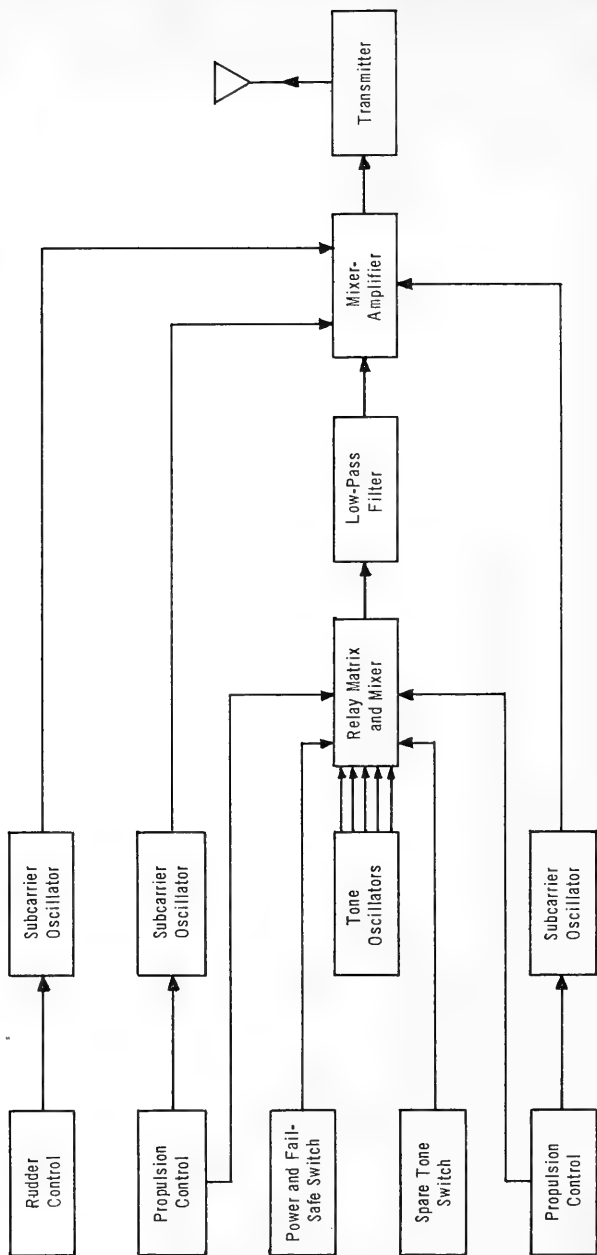 Rudder
Control
Subcarrier
Oscillator
Propulsion
Control
Subcarrier
Oscillator
Power and Fail-
Safe Switch
Tone
Oscillators
Relay Matrix
and Mixer
Low-Pass
Filter
Mixer-
Amplifier
Transmitter
Spare Tone
Switch
Propulsion
Control
Subcarrier
Oscillator